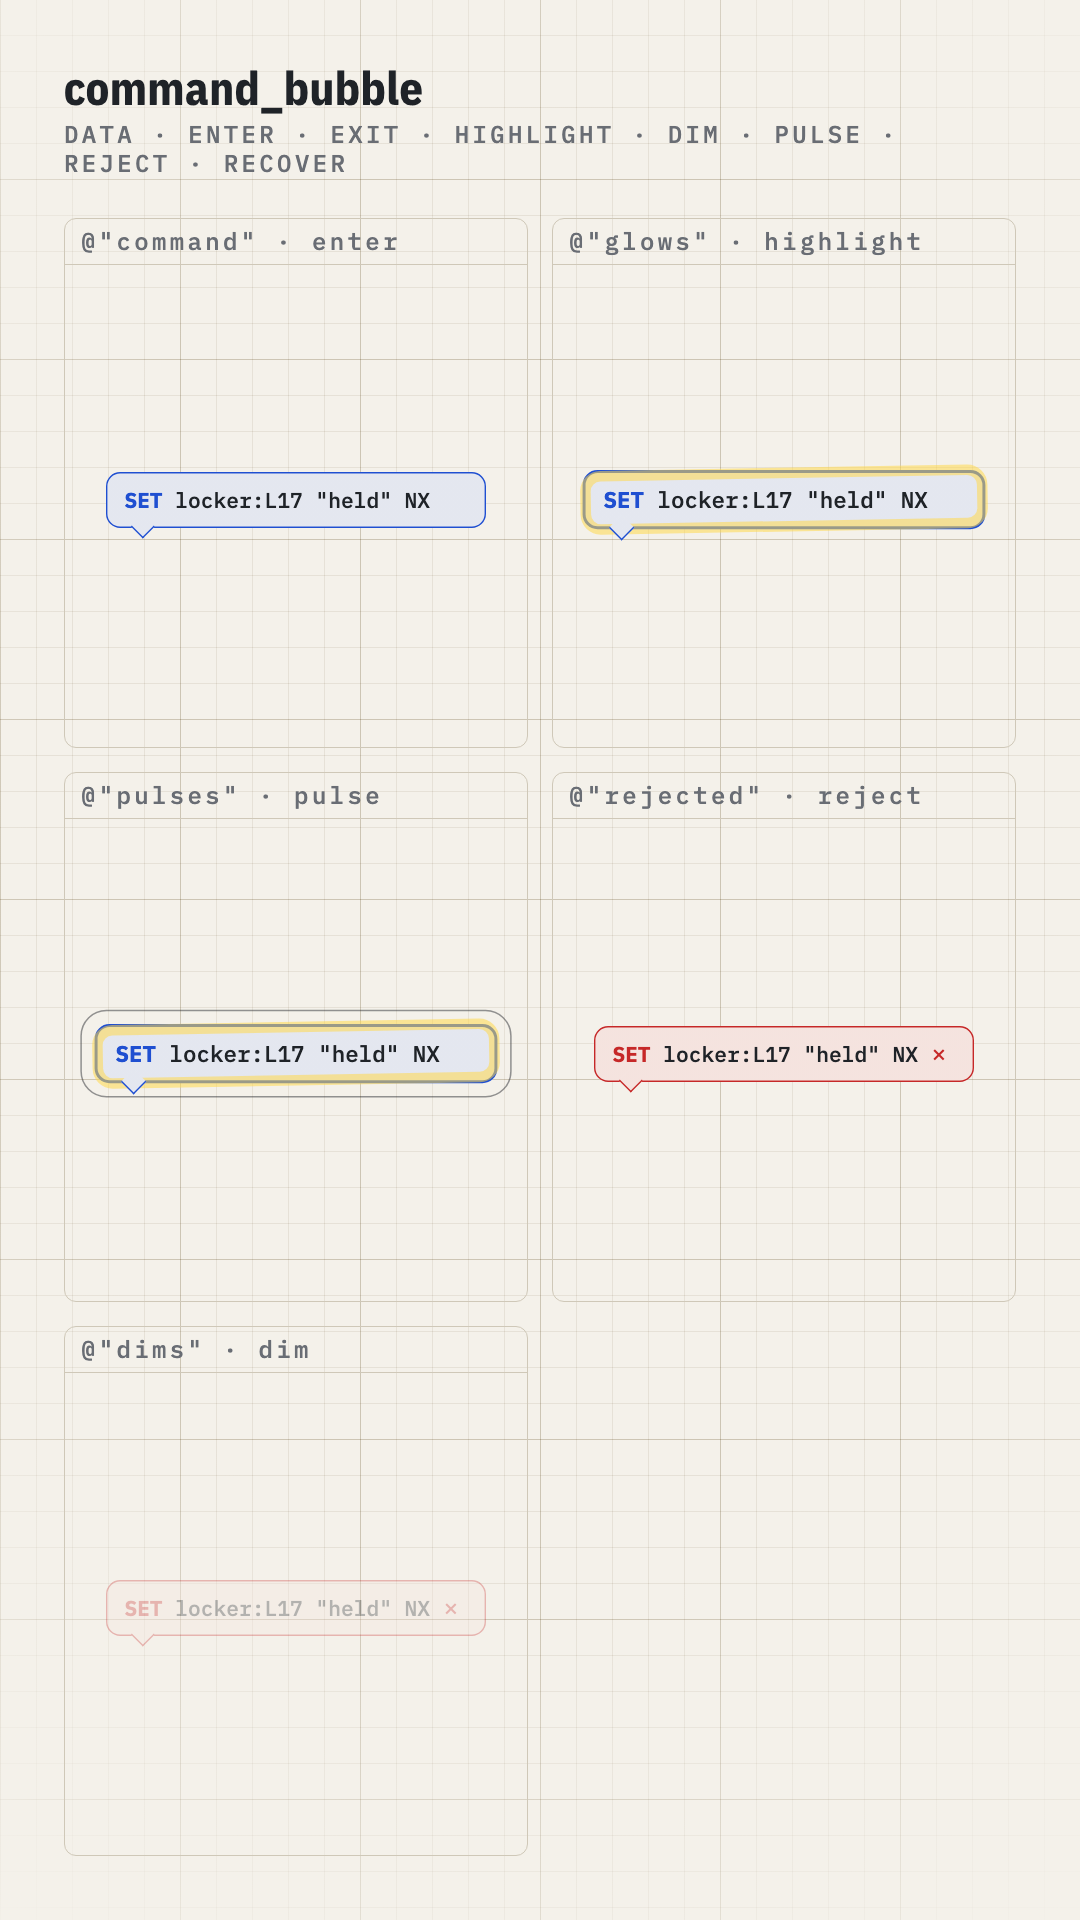 command_bubble
DATA · ENTER · EXIT · HIGHLIGHT · DIM · PULSE ·
REJECT · RECOVER
@"command" · enter
@"glows" · highlight
SET locker:L17 "held" NX
SET locker:L17 "held" NX
@"pulses" · pulse
@"rejected" · reject
SET locker:L17 "held" NX
SET locker:L17 "held" NX ×
@"dims" · dim
SET locker:L17 "held" NX ×